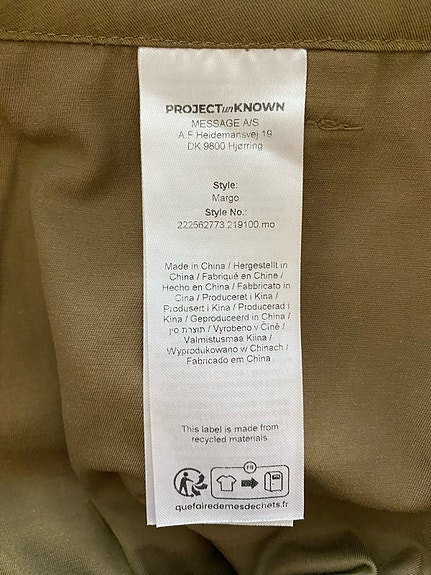 PROJECTunKNOWN
MESSAGE A/S
A.F Heidemansvej 19
DK 9800 Hjørring
Style:
Margo
Style No.:
222562773.219100.mo
Made in China / Hergestellt in
China / Fabriqué en Chine /
Hecho en China / Fabbricato in
Cina / Produceret i Kina /
Produsert i Kina / Producerad i
Kina / Geproduceerd in China /
תוצרת סין / Vyrobeno v Číně /
Valmistusmaa Kiina /
Wyprodukowano w Chinach /
Fabricado em China
This label is made from
recycled materials.
FR
quefairedemesdechets.fr